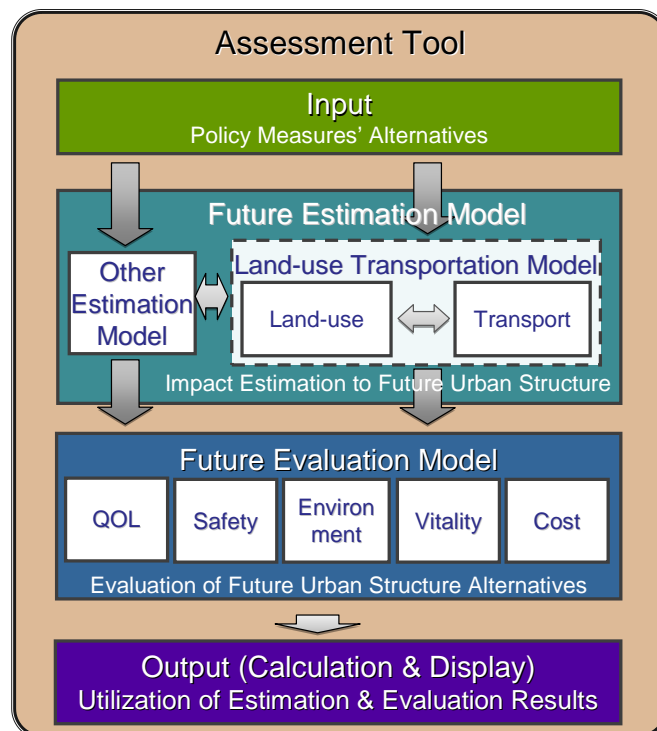 Assessment Tool
Input
Policy Measures’ Alternatives
Future Estimation Model
Other
Estimation
Model
Land-use Transportation Model
Land-use
Transport
Impact Estimation to Future Urban Structure
Future Evaluation Model
QOL
Safety
Environ
ment
Vitality
Cost
Evaluation of Future Urban Structure Alternatives
Output (Calculation & Display)
Utilization of Estimation & Evaluation Results